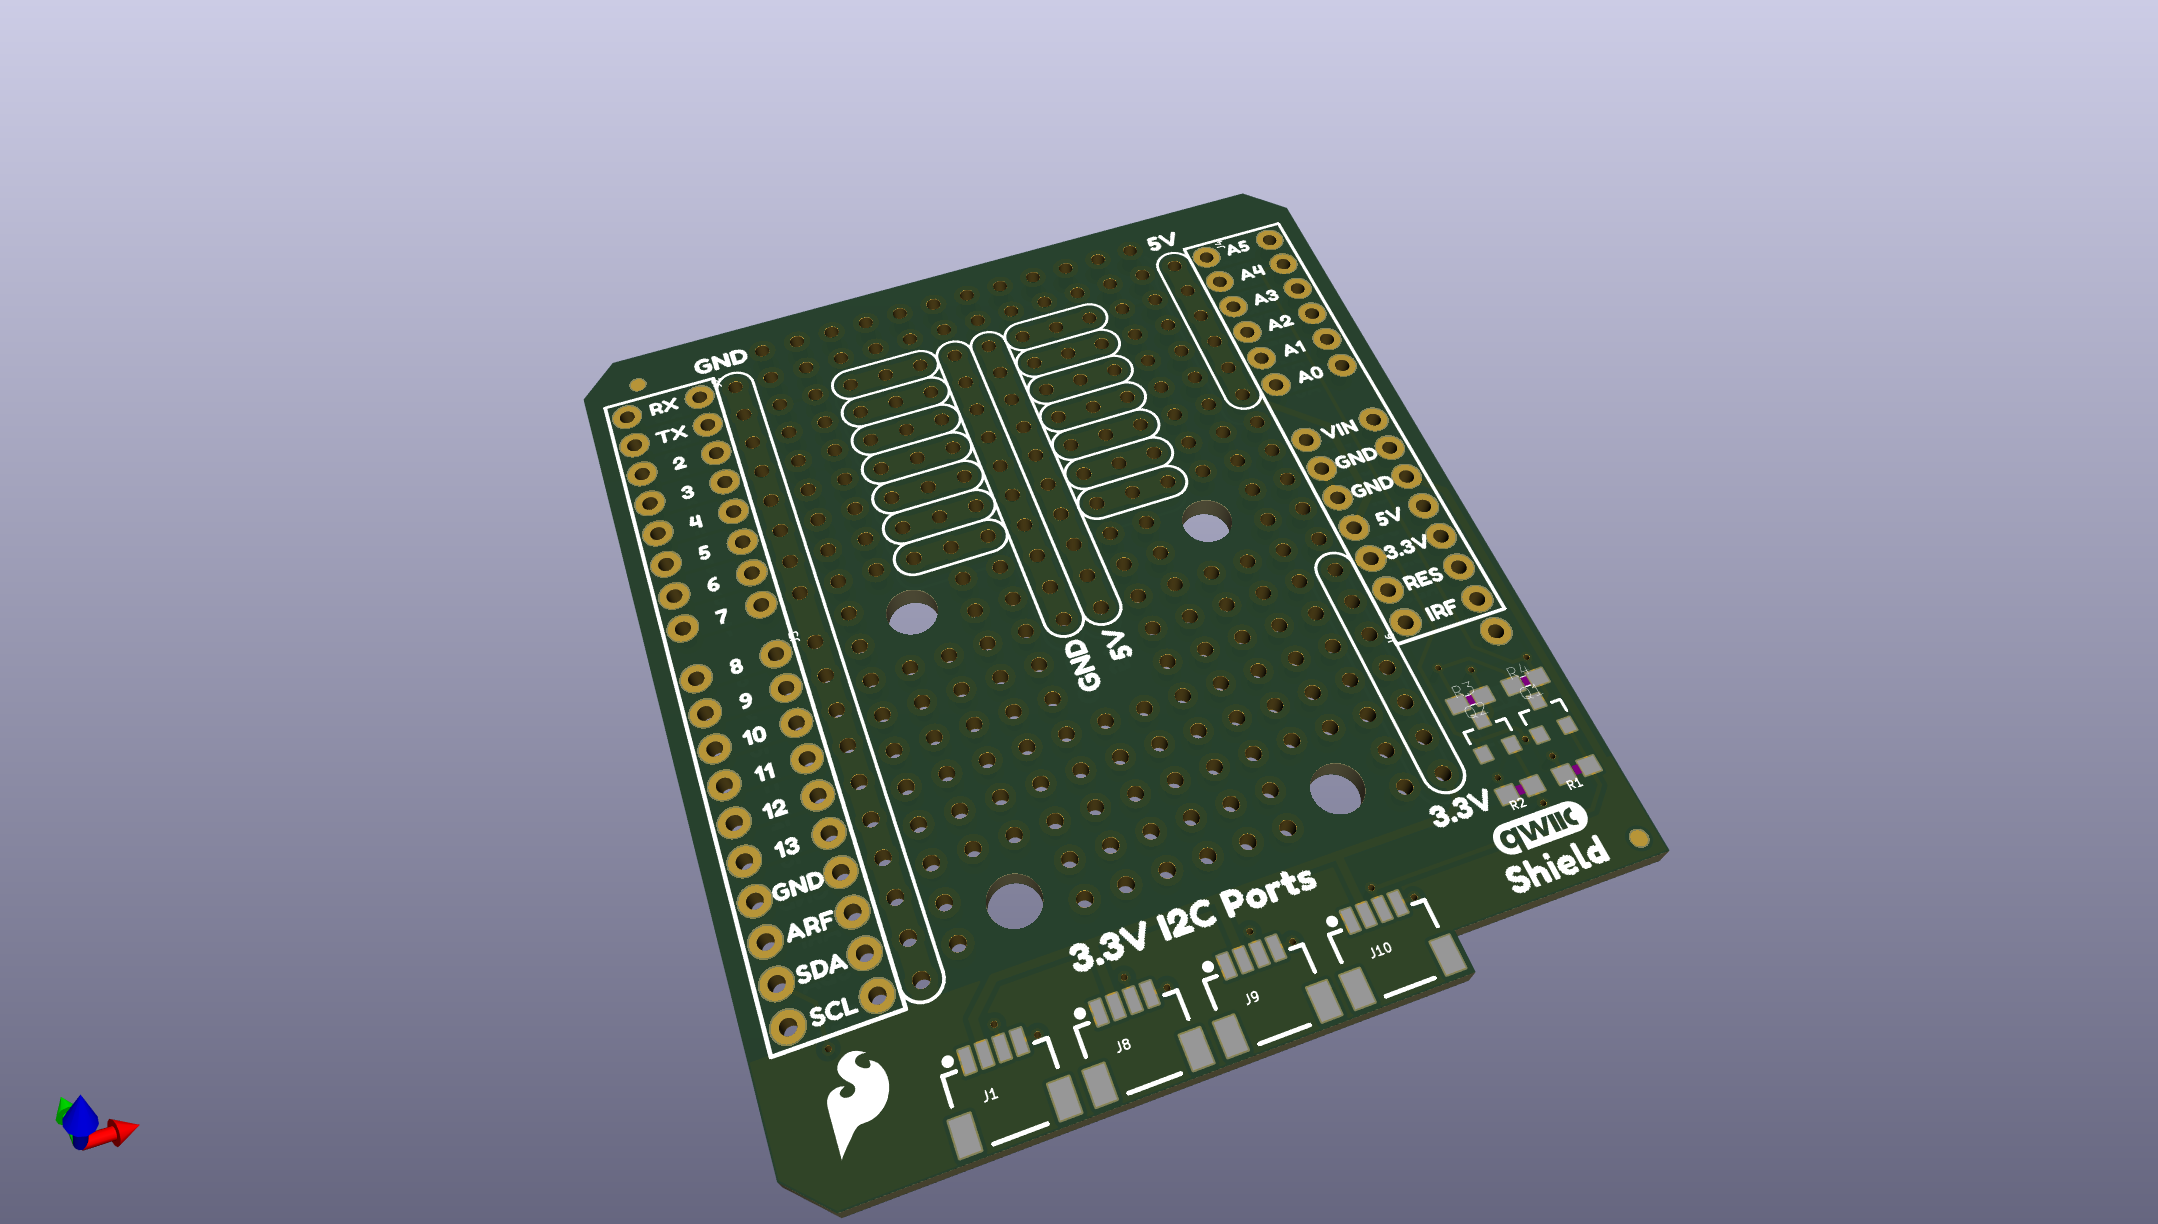 5V
A5
A4
A3
A2
A1
A0
VIN
GND
GND
5V
3.3V
RES
IRF
GND
RX
TX
2
3
4
5
6
7
8
9
10
11
12
13
GND
ARF
SDA
SCL
GND
5V
R3
R4
Q2
Q1
R2
R1
3.3V
qwiic
Shield
3.3V I2C Ports
J1
J8
J9
J10